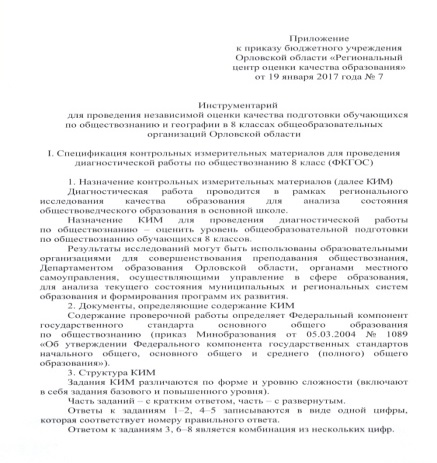 Приложение
к приказу бюджетного учреждения
Орловской области «Региональный
центр оценки качества образования»
от 19 января 2017 года № 7
Инструментарий
для проведения независимой оценки качества подготовки обучающихся
по обществознанию и географии в 8 классах общеобразовательных
организаций Орловской области
I. Спецификация контрольных измерительных материалов для проведения
диагностической работы по обществознанию 8 класс (ФКГОС)
1. Назначение контрольных измерительных материалов (далее КИМ)
Диагностическая работа проводится в рамках регионального
исследования качества образования для анализа состояния
обществоведческого образования в основной школе.
Назначение КИМ для проведения диагностической работы
по обществознанию – оценить уровень общеобразовательной подготовки
по обществознанию обучающихся 8 классов.
Результаты исследований могут быть использованы образовательными
организациями для совершенствования преподавания обществознания,
Департаментом образования Орловской области, органами местного
самоуправления, осуществляющими управление в сфере образования,
для анализа текущего состояния муниципальных и региональных систем
образования и формирования программ их развития.
2. Документы, определяющие содержание КИМ
Содержание проверочной работы определяет Федеральный компонент
государственного стандарта основного общего образования
по обществознанию (приказ Минобразования от 05.03.2004 № 1089
«Об утверждении Федерального компонента государственных стандартов
начального общего, основного общего и среднего (полного) общего
образования»).
3. Структура КИМ
Задания КИМ различаются по форме и уровню сложности (включают
в себя задания базового и повышенного уровня).
Часть заданий – с кратким ответом, часть – с развернутым.
Ответы к заданиям 1–2, 4–5 записываются в виде одной цифры,
которая соответствует номеру правильного ответа.
Ответом к заданиям 3, 6–8 является комбинация из нескольких цифр.